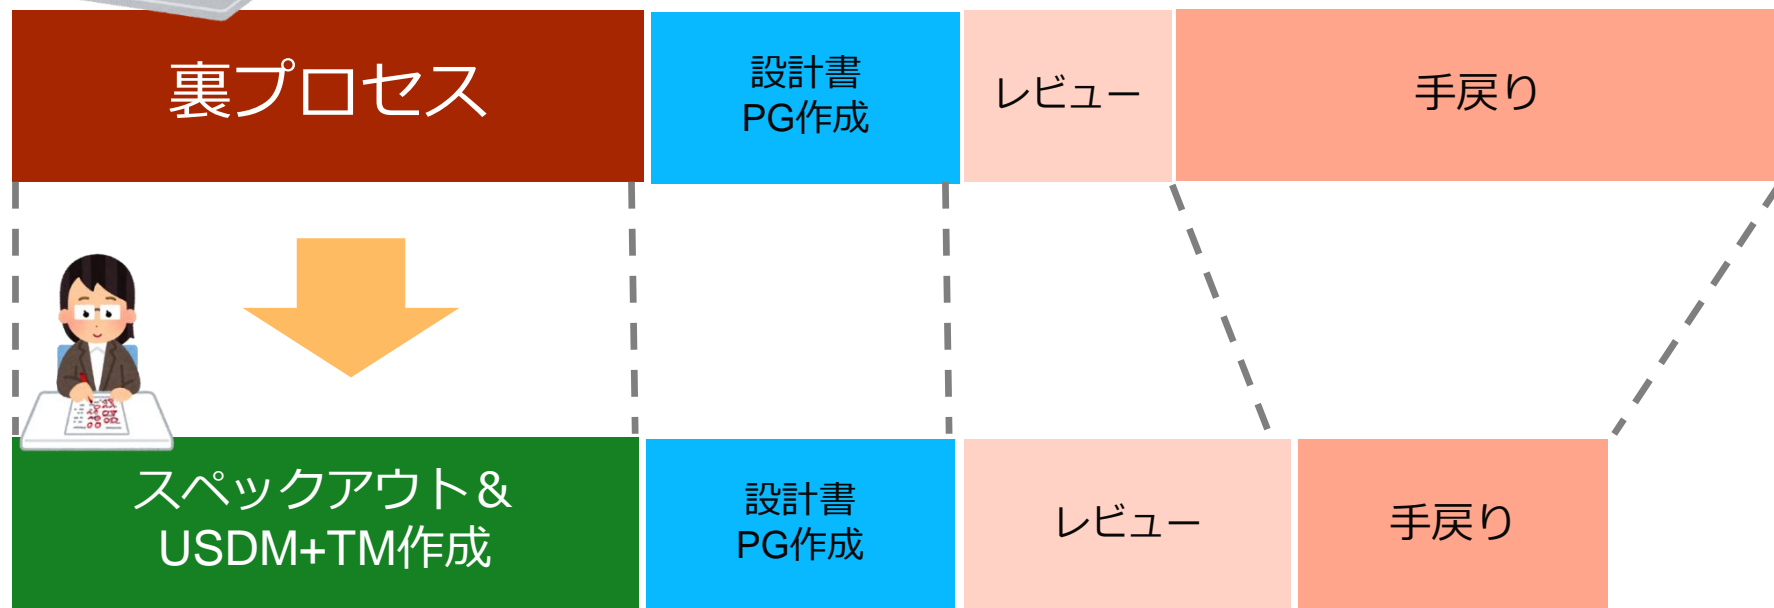 裏プロセス
設計書
PG作成
レビュー
手戻り
スペックアウト&
USDM+TM作成
設計書
PG作成
レビュー
手戻り